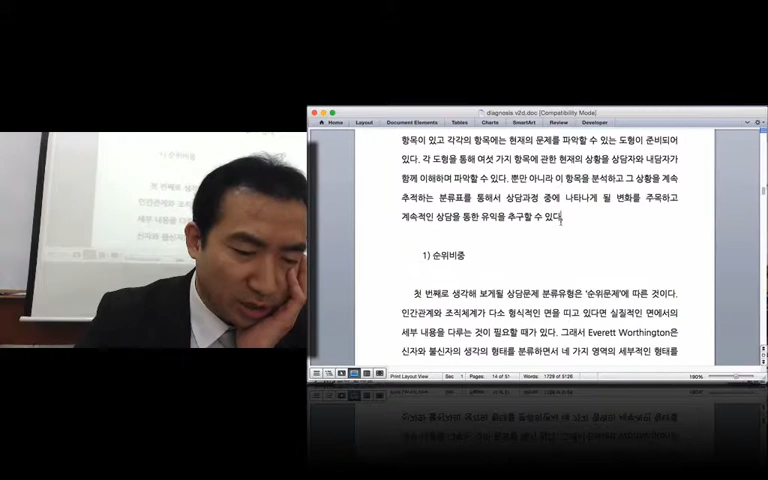 diagnosis v2d.doc [Compatibility Mode]
Home Layout Document Elements Tables Charts SmartArt Review Developer
항목이 있고 각각의 항목에는 현재의 문제를 파악할 수 있는 도형이 준비되어
있다. 각 도형을 통해 여섯 가지 항목에 관한 현재의 상황을 상담자와 내담자가
함께 이해하며 파악할 수 있다. 뿐만 아니라 이 항목을 분석하고 그 상황을 계속
추적하는 분류표를 통해서 상담과정 중에 나타나게 될 변화를 주목하고
계속적인 상담을 통한 유익을 추구할 수 있다
1) 순위비중
첫 번째로 생각해 보게될 상담문제 분류유형은 '순위문제'에 따른 것이다.
인간관계와 조직체계가 다소 형식적인 면을 띠고 있다면 실질적인 면에서의
세부 내용을 다루는 것이 필요할 때가 있다. 그래서 Everett Worthington은
신자와 불신자의 생각의 형태를 분류하면서 네 가지 영역의 세부적인 형태를
Print Layout View Sec 1 Pages: 14 of 51 Words: 1729 of 5126 180%
1) 순위비중
첫 번째로
인간관계와
세부 내용을
신자와 불신자